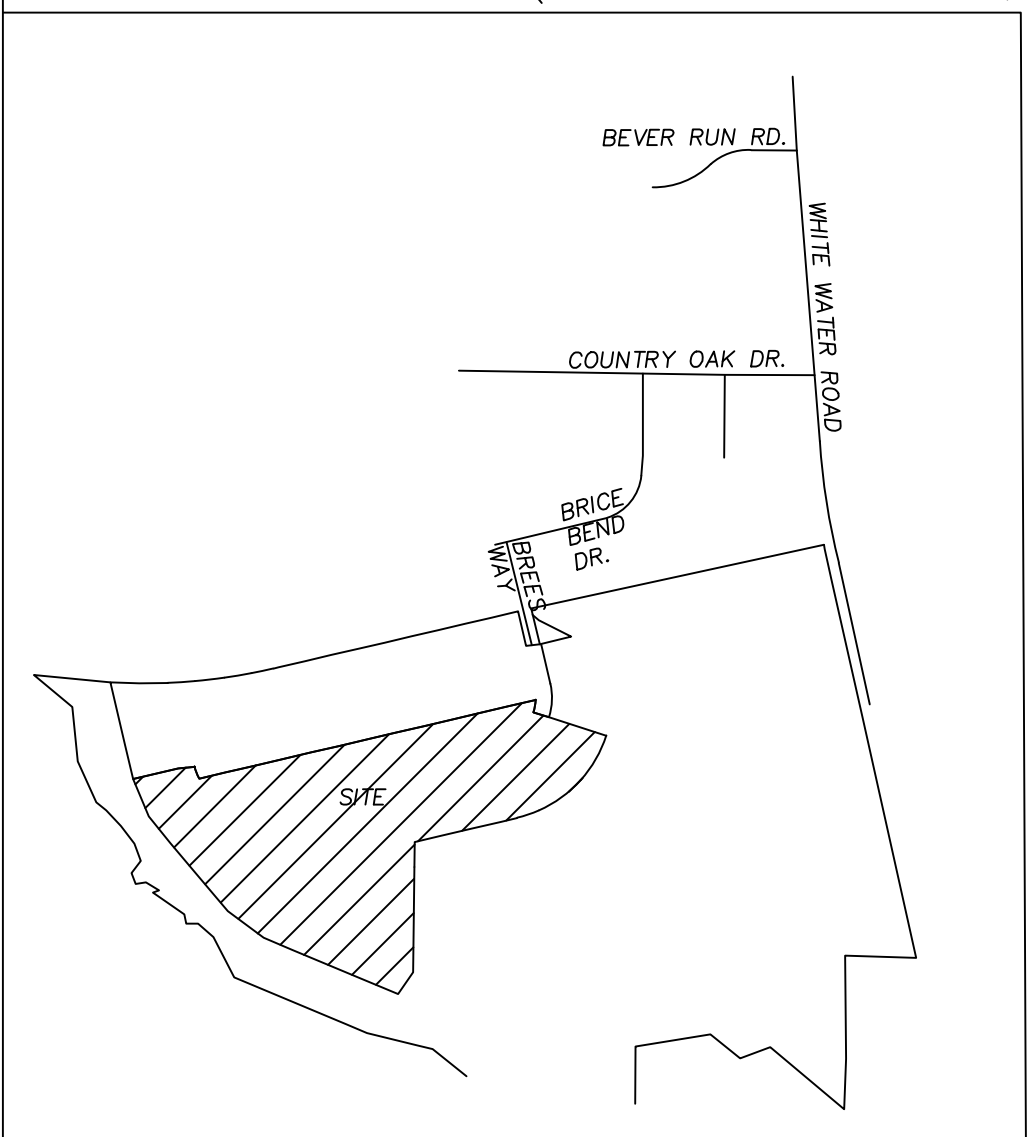 BEVER RUN RD.
WHITE WATER ROAD
COUNTRY OAK DR.
BRICE
BEND
DR.
BREES
WAY
SITE